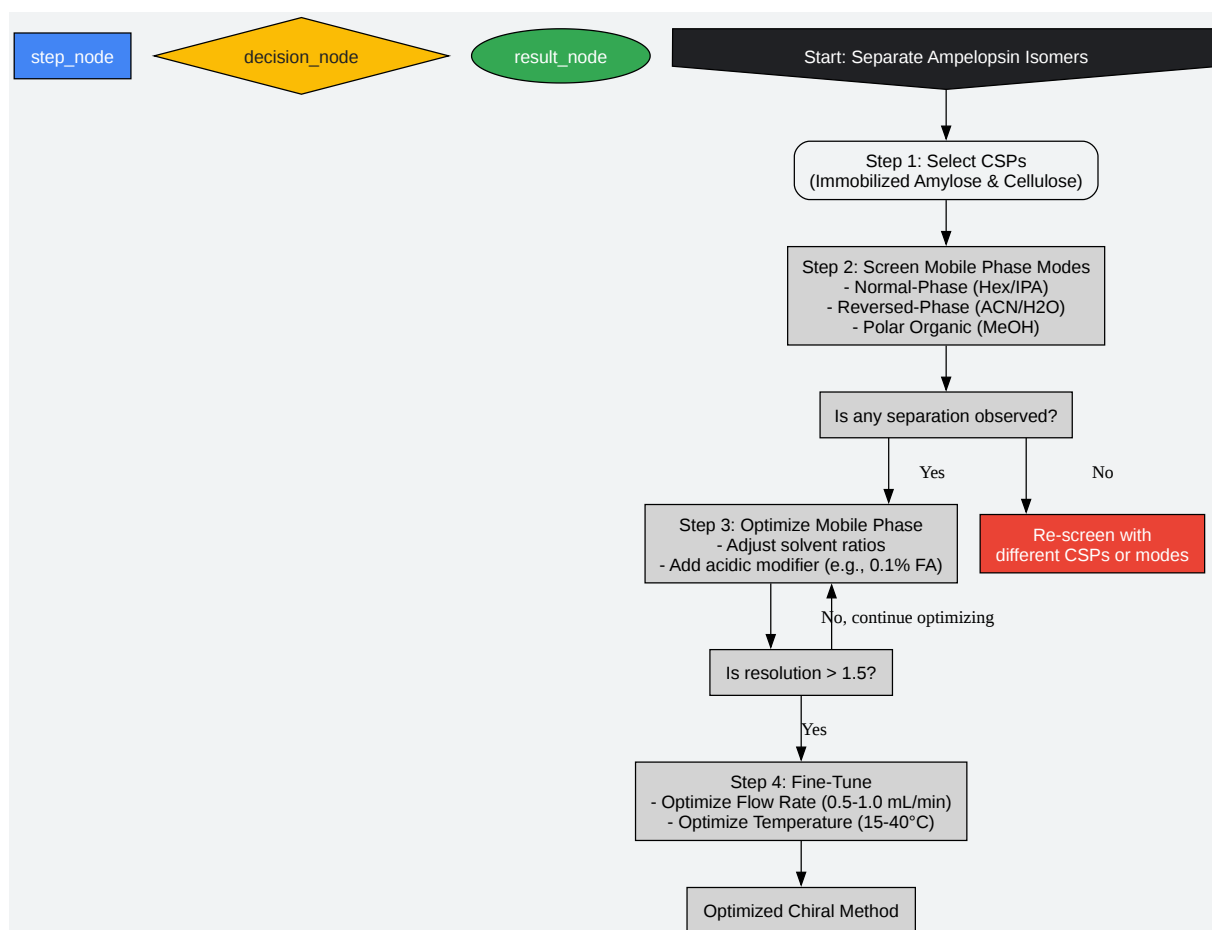 step_node
decision_node
result_node
Start: Separate Ampelopsin Isomers
Step 1: Select CSPs
(Immobilized Amylose & Cellulose)
Step 2: Screen Mobile Phase Modes
- Normal-Phase (Hex/IPA)
- Reversed-Phase (ACN/H2O)
- Polar Organic (MeOH)
Is any separation observed?
Yes
No
Step 3: Optimize Mobile Phase
- Adjust solvent ratios
- Add acidic modifier (e.g., 0.1% FA)
Re-screen with
different CSPs or modes
No, continue optimizing
Is resolution > 1.5?
Yes
Step 4: Fine-Tune
- Optimize Flow Rate (0.5-1.0 mL/min)
- Optimize Temperature (15-40°C)
Optimized Chiral Method